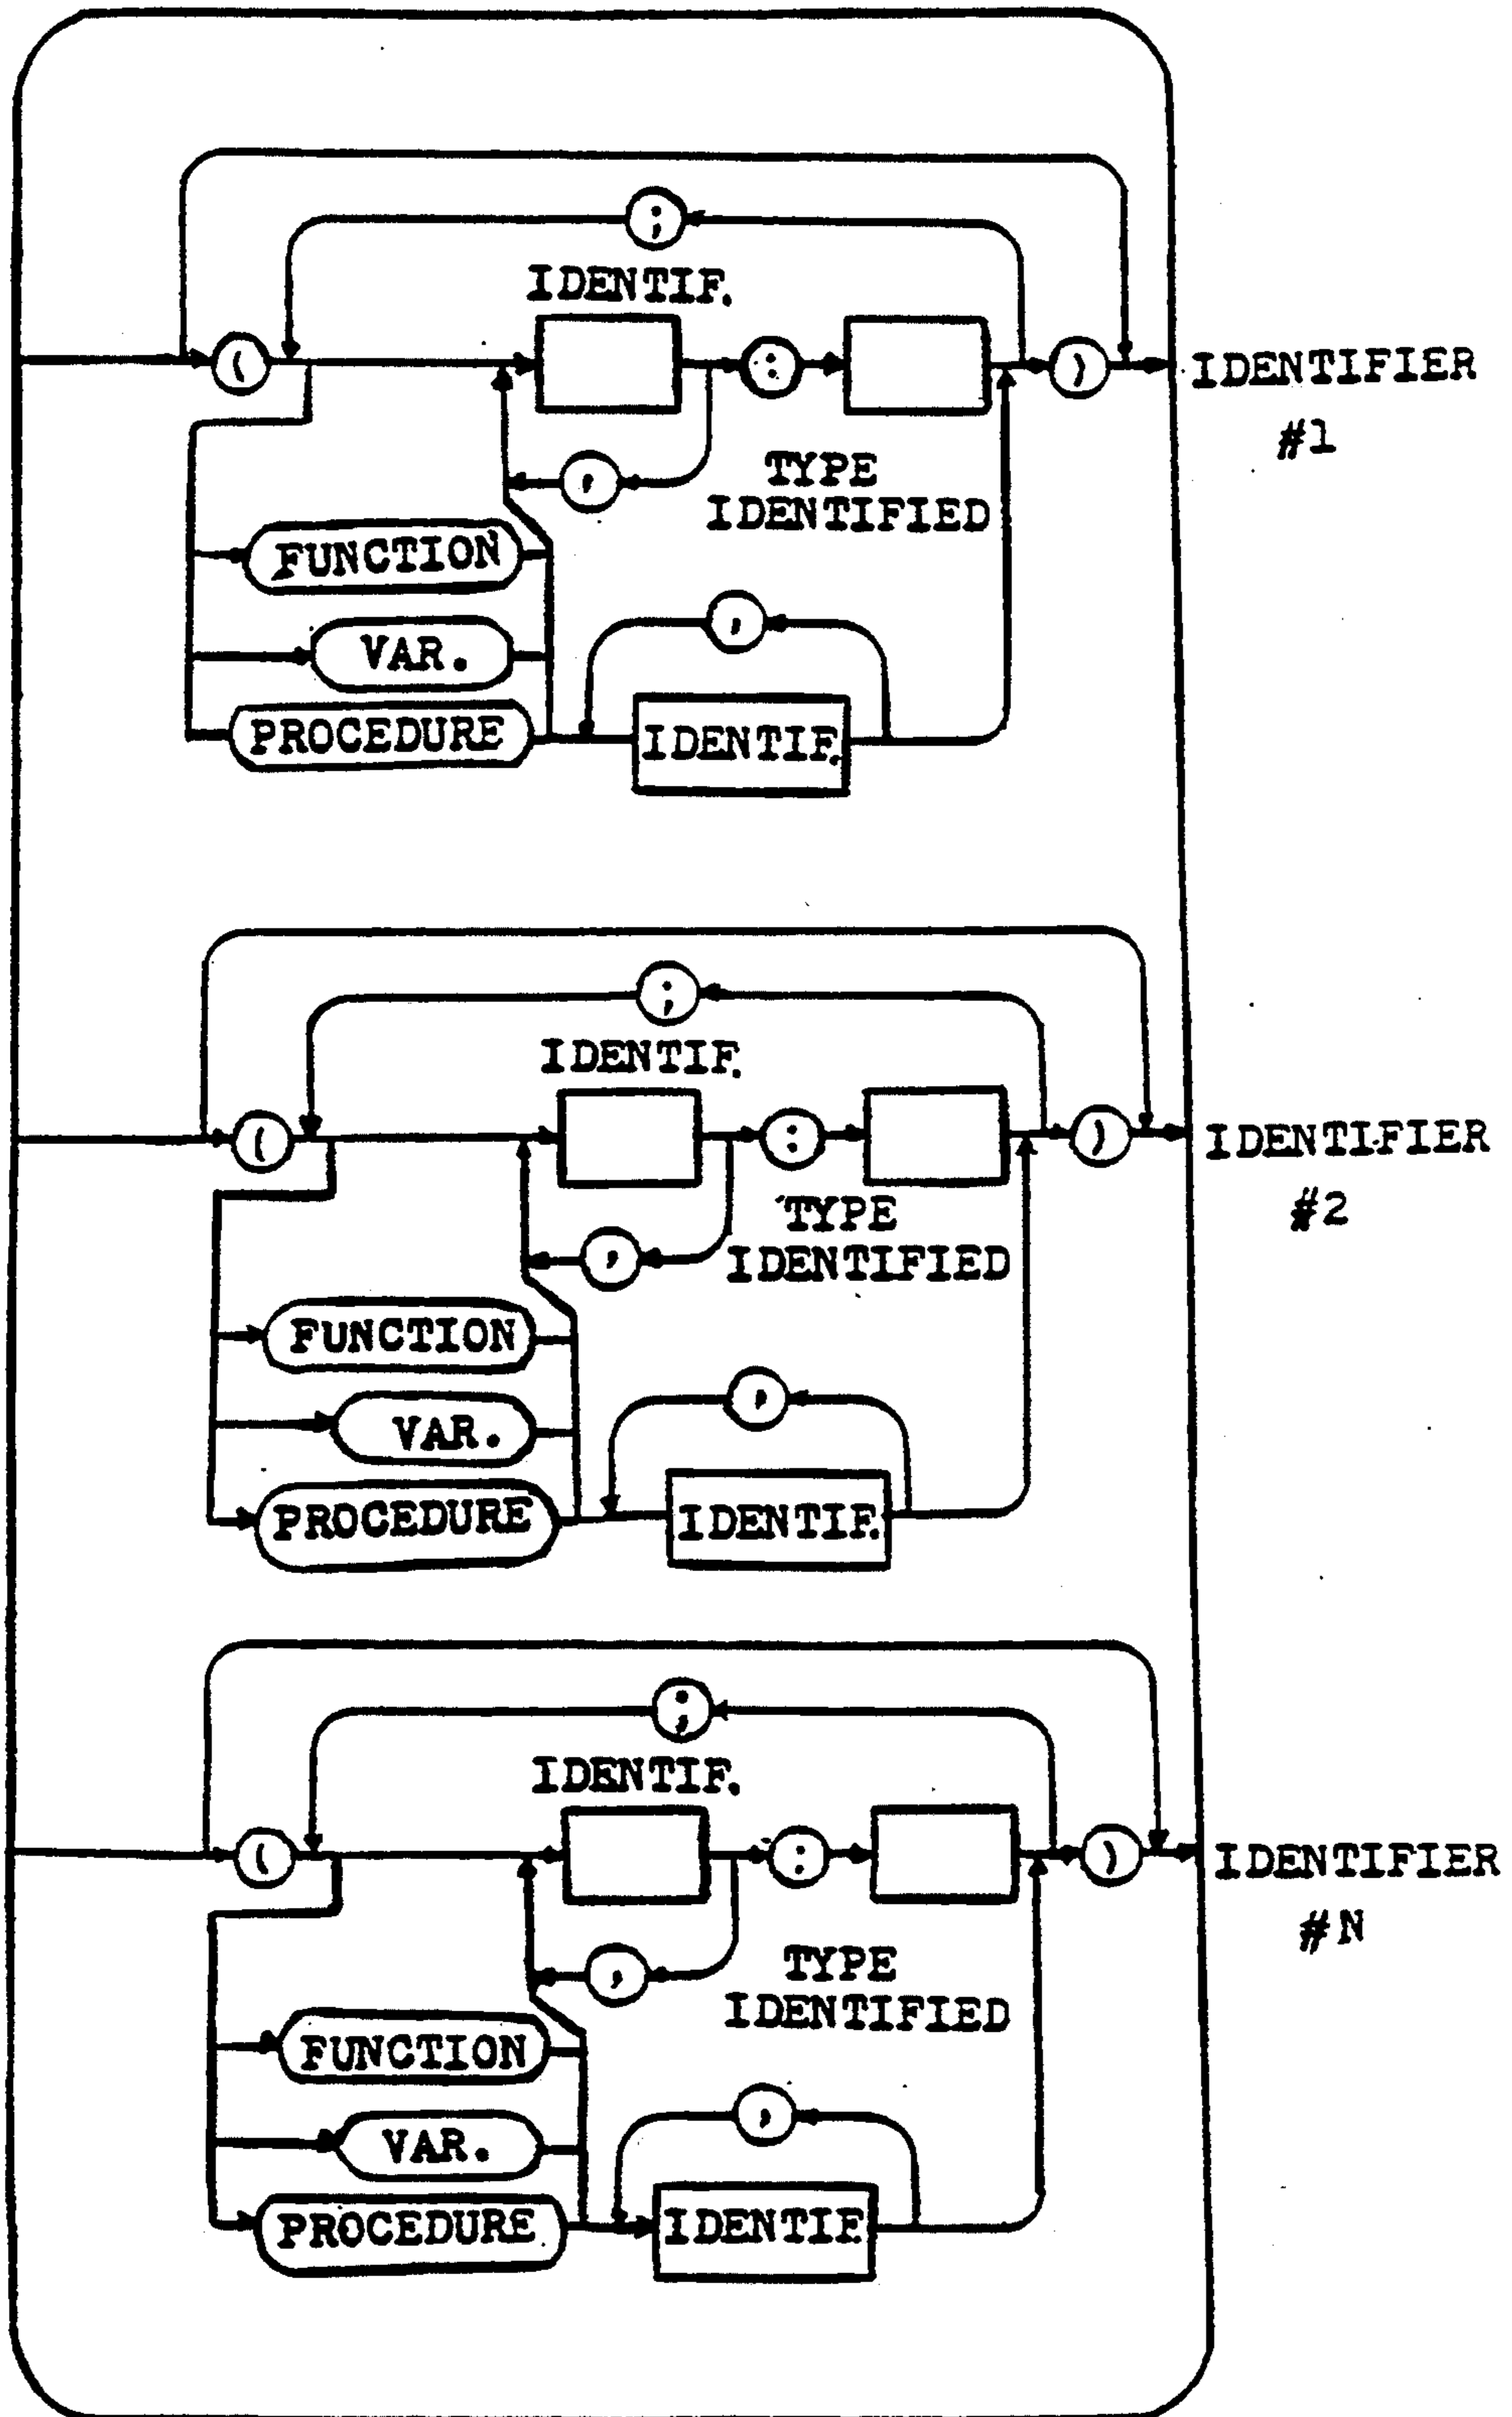 ;
IDENTIF.
( : )
IDENTIFIER
#1
,
TYPE
IDENTIFIED
FUNCTION
,
VAR.
PROCEDURE
IDENTIF.
;
IDENTIF.
( : )
IDENTIFIER
#2
,
TYPE
IDENTIFIED
FUNCTION
,
VAR.
PROCEDURE
IDENTIF.
;
IDENTIF.
( : )
IDENTIFIER
#N
,
TYPE
IDENTIFIED
FUNCTION
,
VAR.
PROCEDURE
IDENTIF.